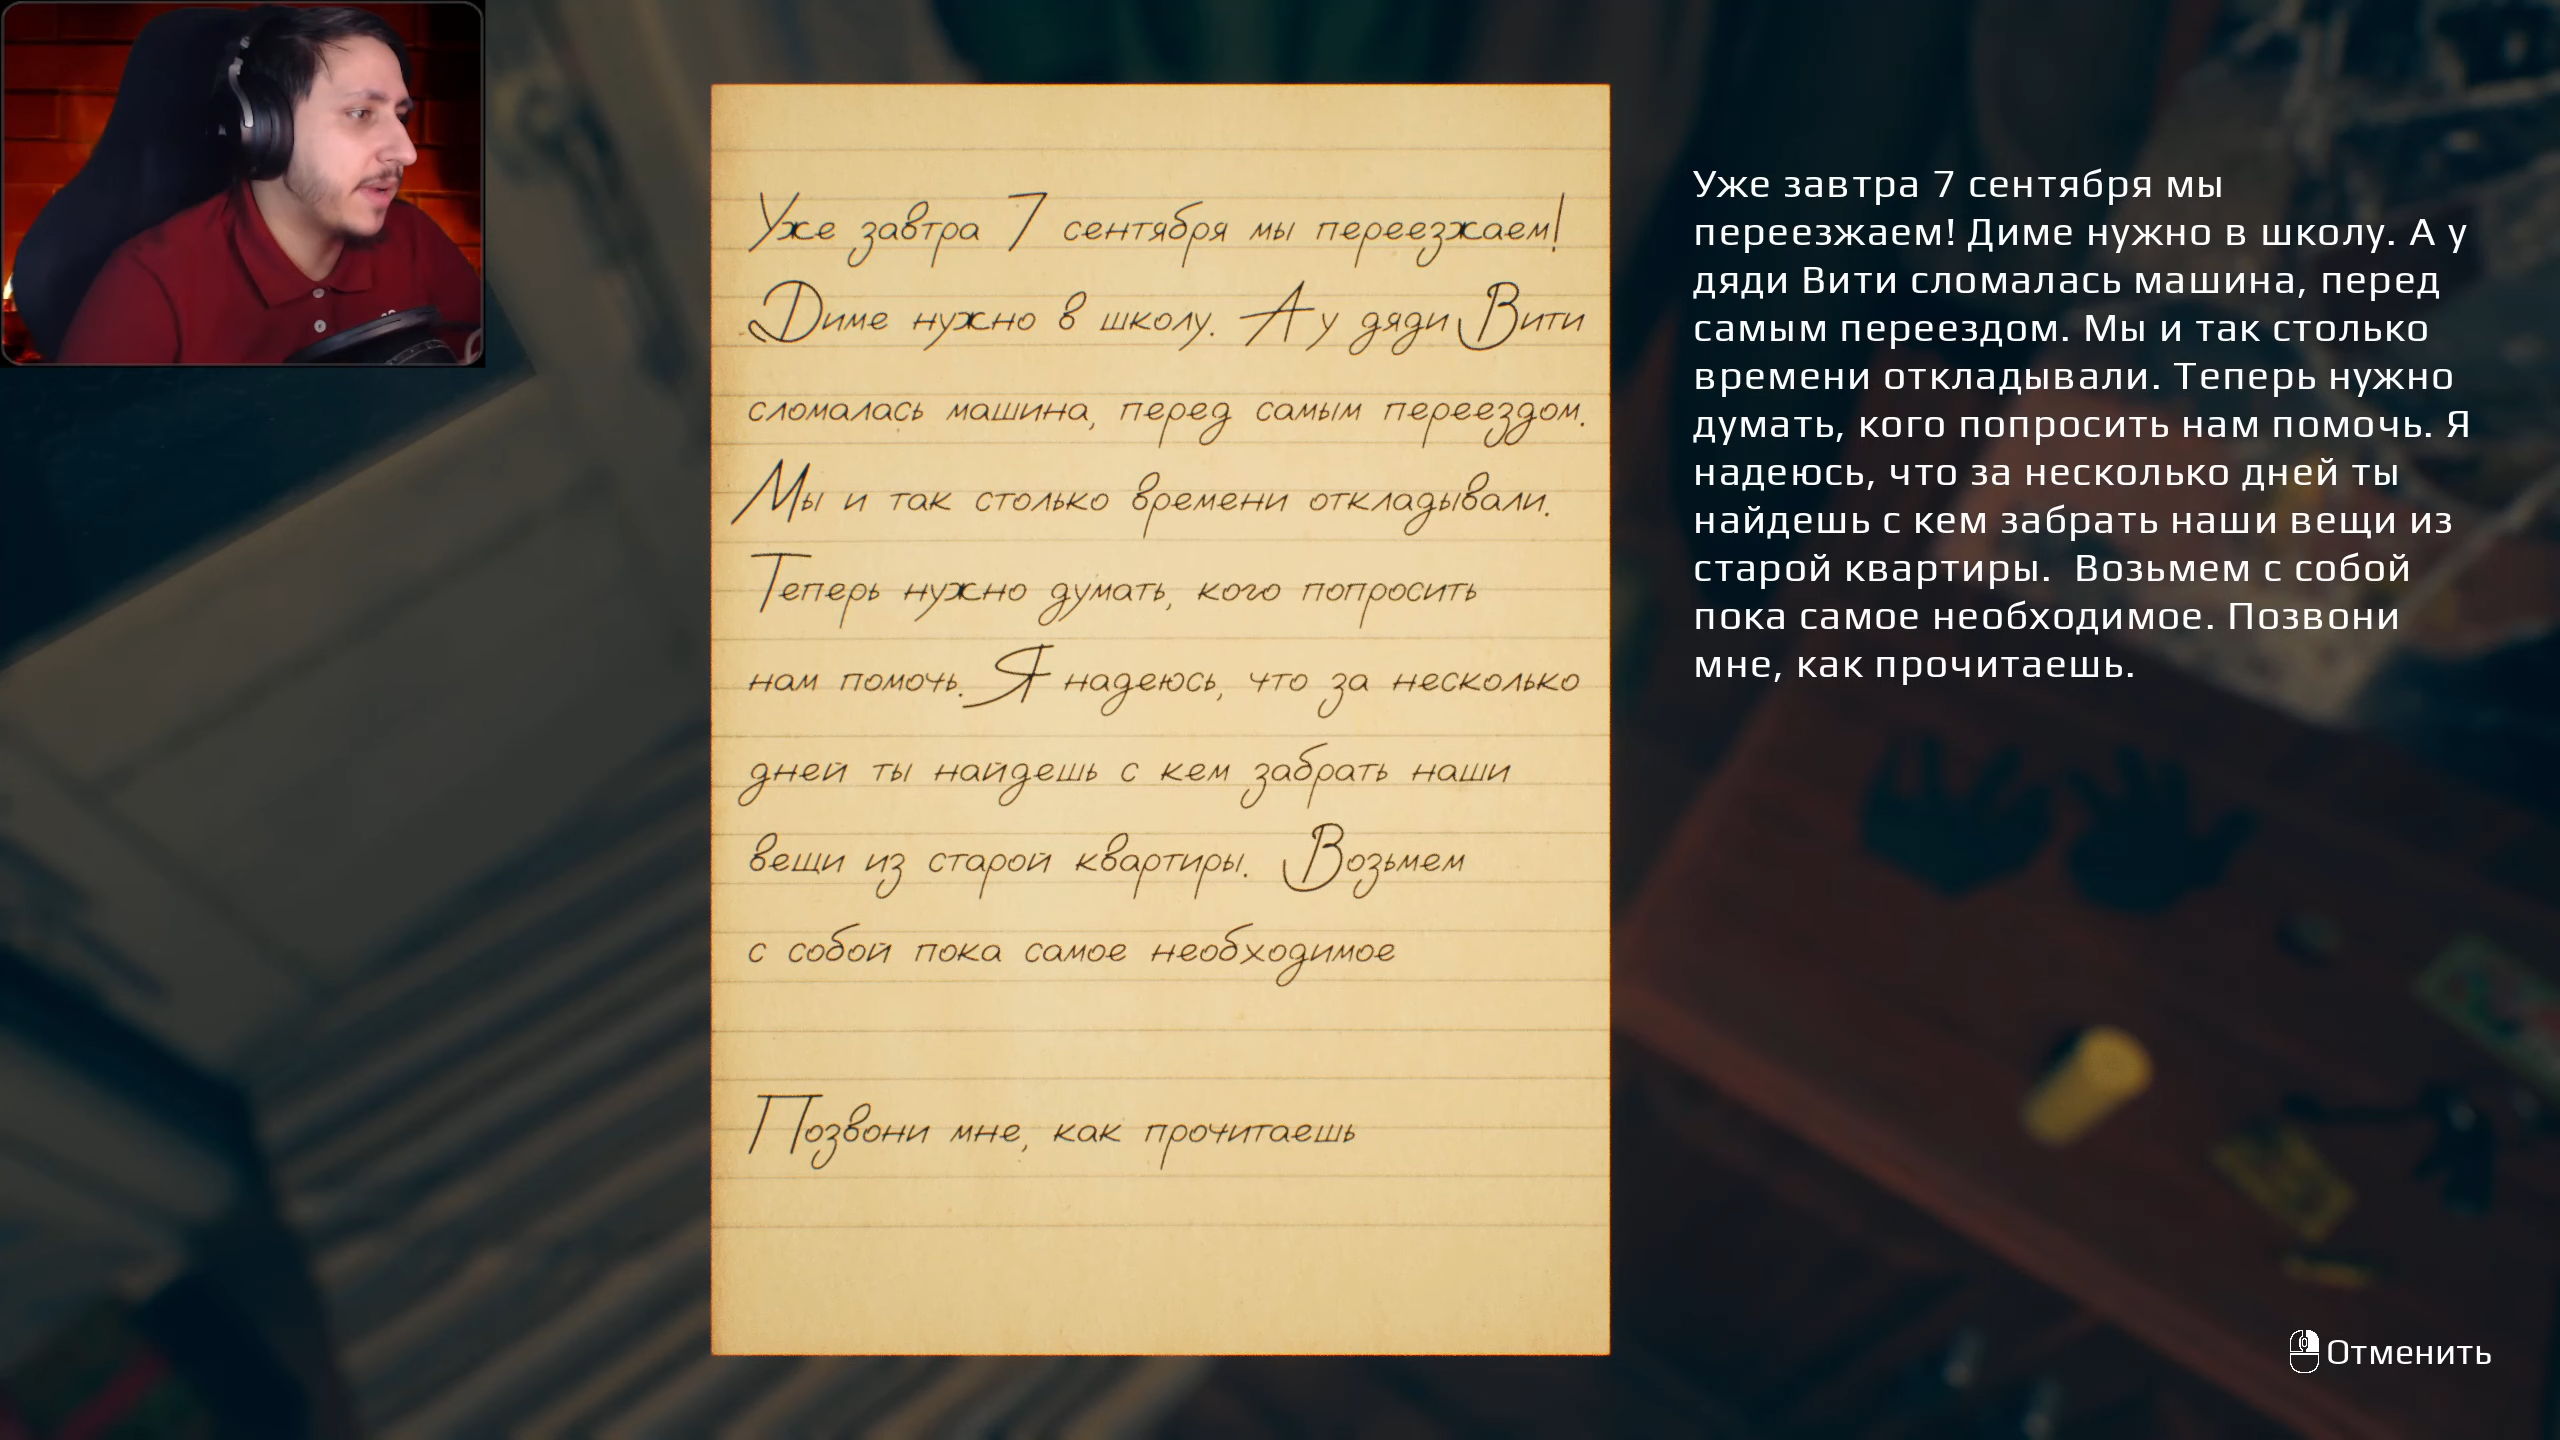 Уже завтра 7 сентября мы переезжаем!
Диме нужно в школу. А у дяди Вити
сломалась машина, перед самым переездом.
Мы и так столько времени откладывали.
Теперь нужно думать, кого попросить
нам помочь. Я надеюсь, что за несколько
дней ты найдешь с кем забрать наши
вещи из старой квартиры. Возьмем
с собой пока самое необходимое
Позвони мне, как прочитаешь
Уже завтра 7 сентября мы
переезжаем! Диме нужно в школу. А у
дяди Вити сломалась машина, перед
самым переездом. Мы и так столько
времени откладывали. Теперь нужно
думать, кого попросить нам помочь. Я
надеюсь, что за несколько дней ты
найдешь с кем забрать наши вещи из
старой квартиры.  Возьмем с собой
пока самое необходимое. Позвони
мне, как прочитаешь.
Отменить